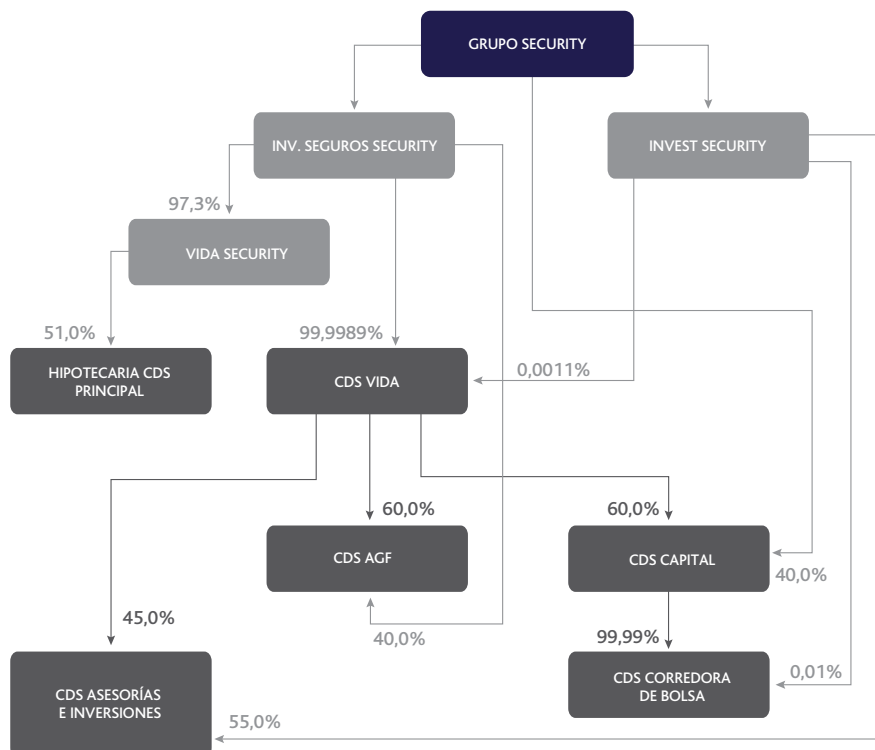 GRUPO SECURITY
INV. SEGUROS SECURITY
INVEST SECURITY
97,3%
VIDA SECURITY
51,0%
99,9989%
HIPOTECARIA CDS
PRINCIPAL
CDS VIDA
0,0011%
60,0%
60,0%
CDS AGF
CDS CAPITAL
40,0%
45,0%
40,0%
99,99%
CDS ASESORÍAS
E INVERSIONES
CDS CORREDORA
DE BOLSA
0,01%
55,0%